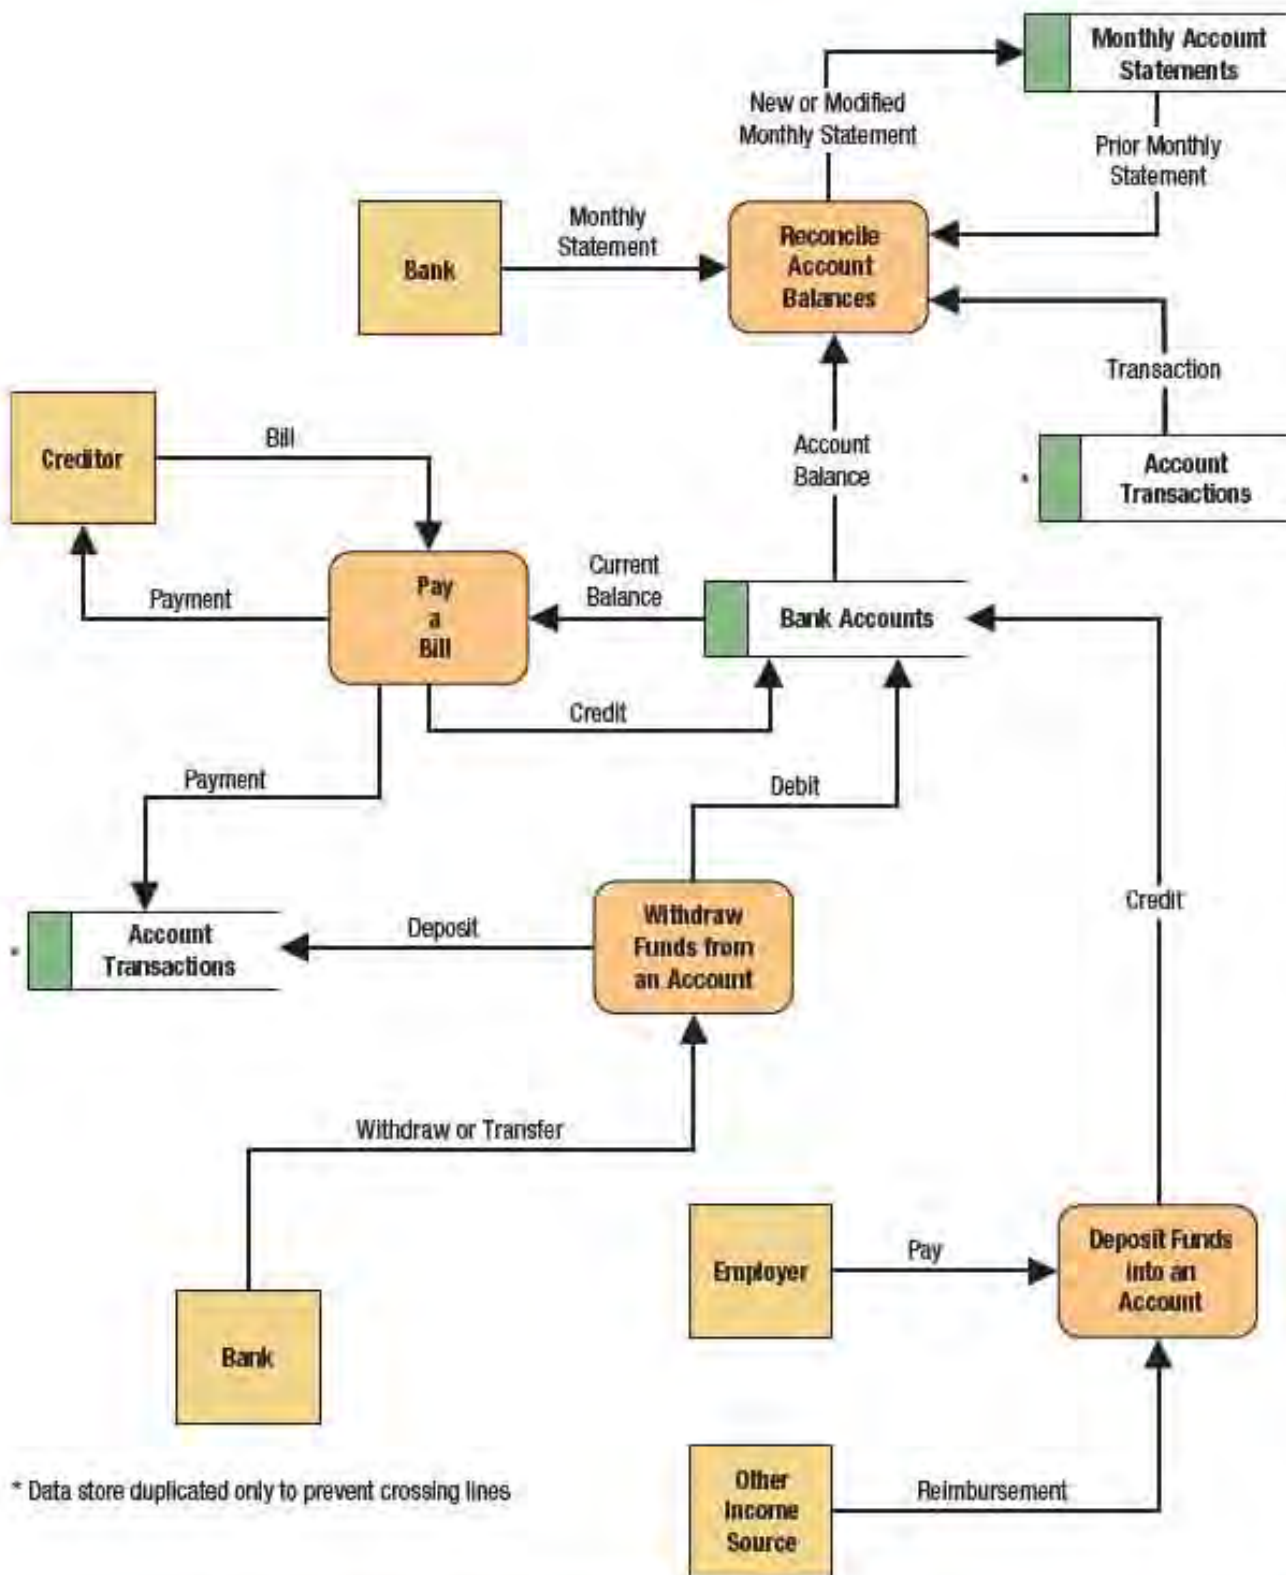 Monthly Account
Statements
New or Modified
Monthly Statement
Prior Monthly
Statement
Bank
Monthly
Statement
Reconcile
Account
Balances
Transaction
Creditor
Bill
Account
Balance
* Account
Transactions
Payment
Pay
a
Bill
Current
Balance
Bank Accounts
Credit
Payment
Debit
* Account
Transactions
Deposit
Withdraw
Funds from
an Account
Credit
Withdraw or Transfer
Employer
Pay
Deposit Funds
into an
Account
Bank
* Data store duplicated only to prevent crossing lines
Other
Income
Source
Reimbursement